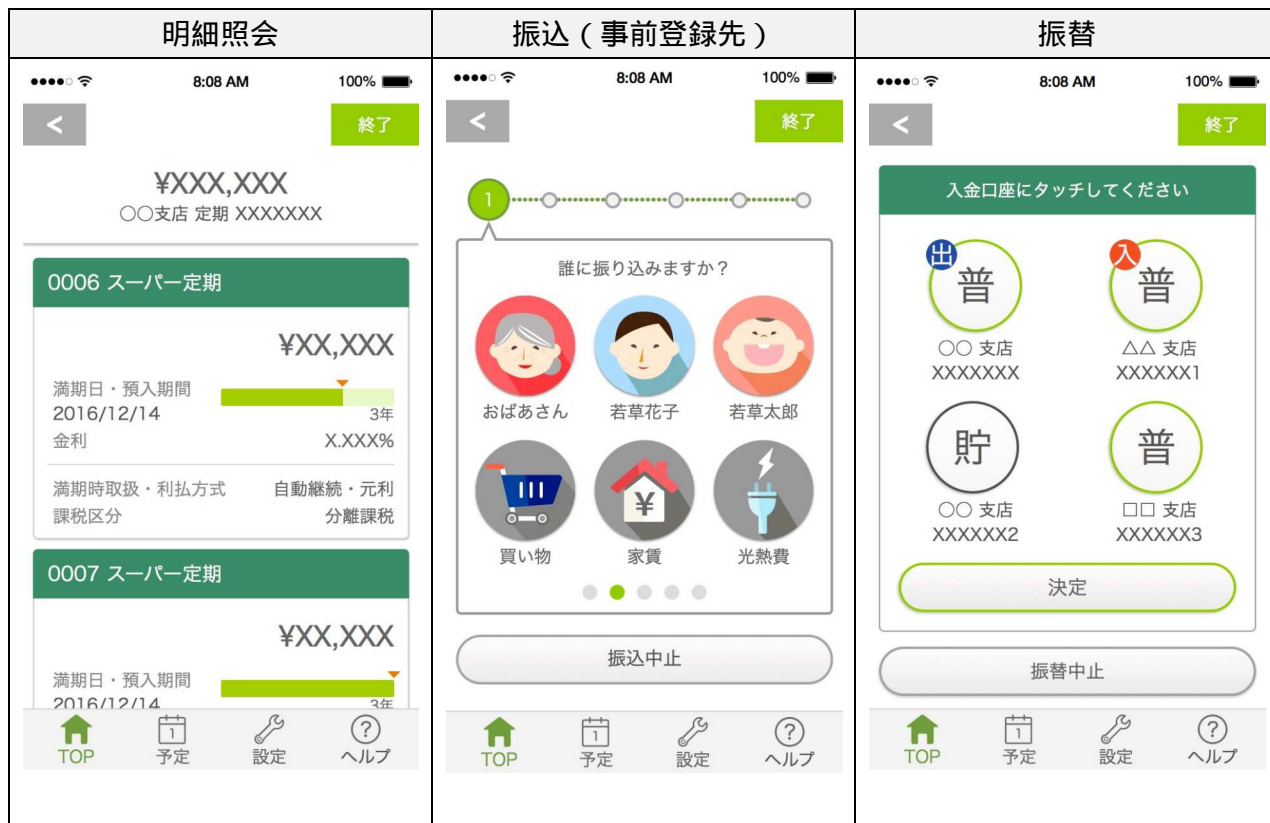 明細照会
8:08 AM
100%
<
終了
¥XXX,XXX
○○支店 定期 XXXXXXX
0006 スーパー定期
¥XX,XXX
満期日・預入期間
2016/12/14
3年
金利
X.XXX%
満期時取扱・利払方式
自動継続・元利
課税区分
分離課税
0007 スーパー定期
¥XX,XXX
満期日・預入期間
2016/12/14
3年
TOP
1
予定
設定
?
ヘルプ
振込(事前登録先)
8:08 AM
100%
<
終了
1
誰に振り込みますか?
おばあさん
若草花子
若草太郎
¥
買い物
家賃
光熱費
振込中止
TOP
1
予定
設定
?
ヘルプ
振替
8:08 AM
100%
<
終了
入金口座にタッチしてください
出
普
○○ 支店
XXXXXXX
入
普
△△ 支店
XXXXXX1
貯
○○ 支店
XXXXXX2
普
□□ 支店
XXXXXX3
決定
振替中止
TOP
1
予定
設定
?
ヘルプ